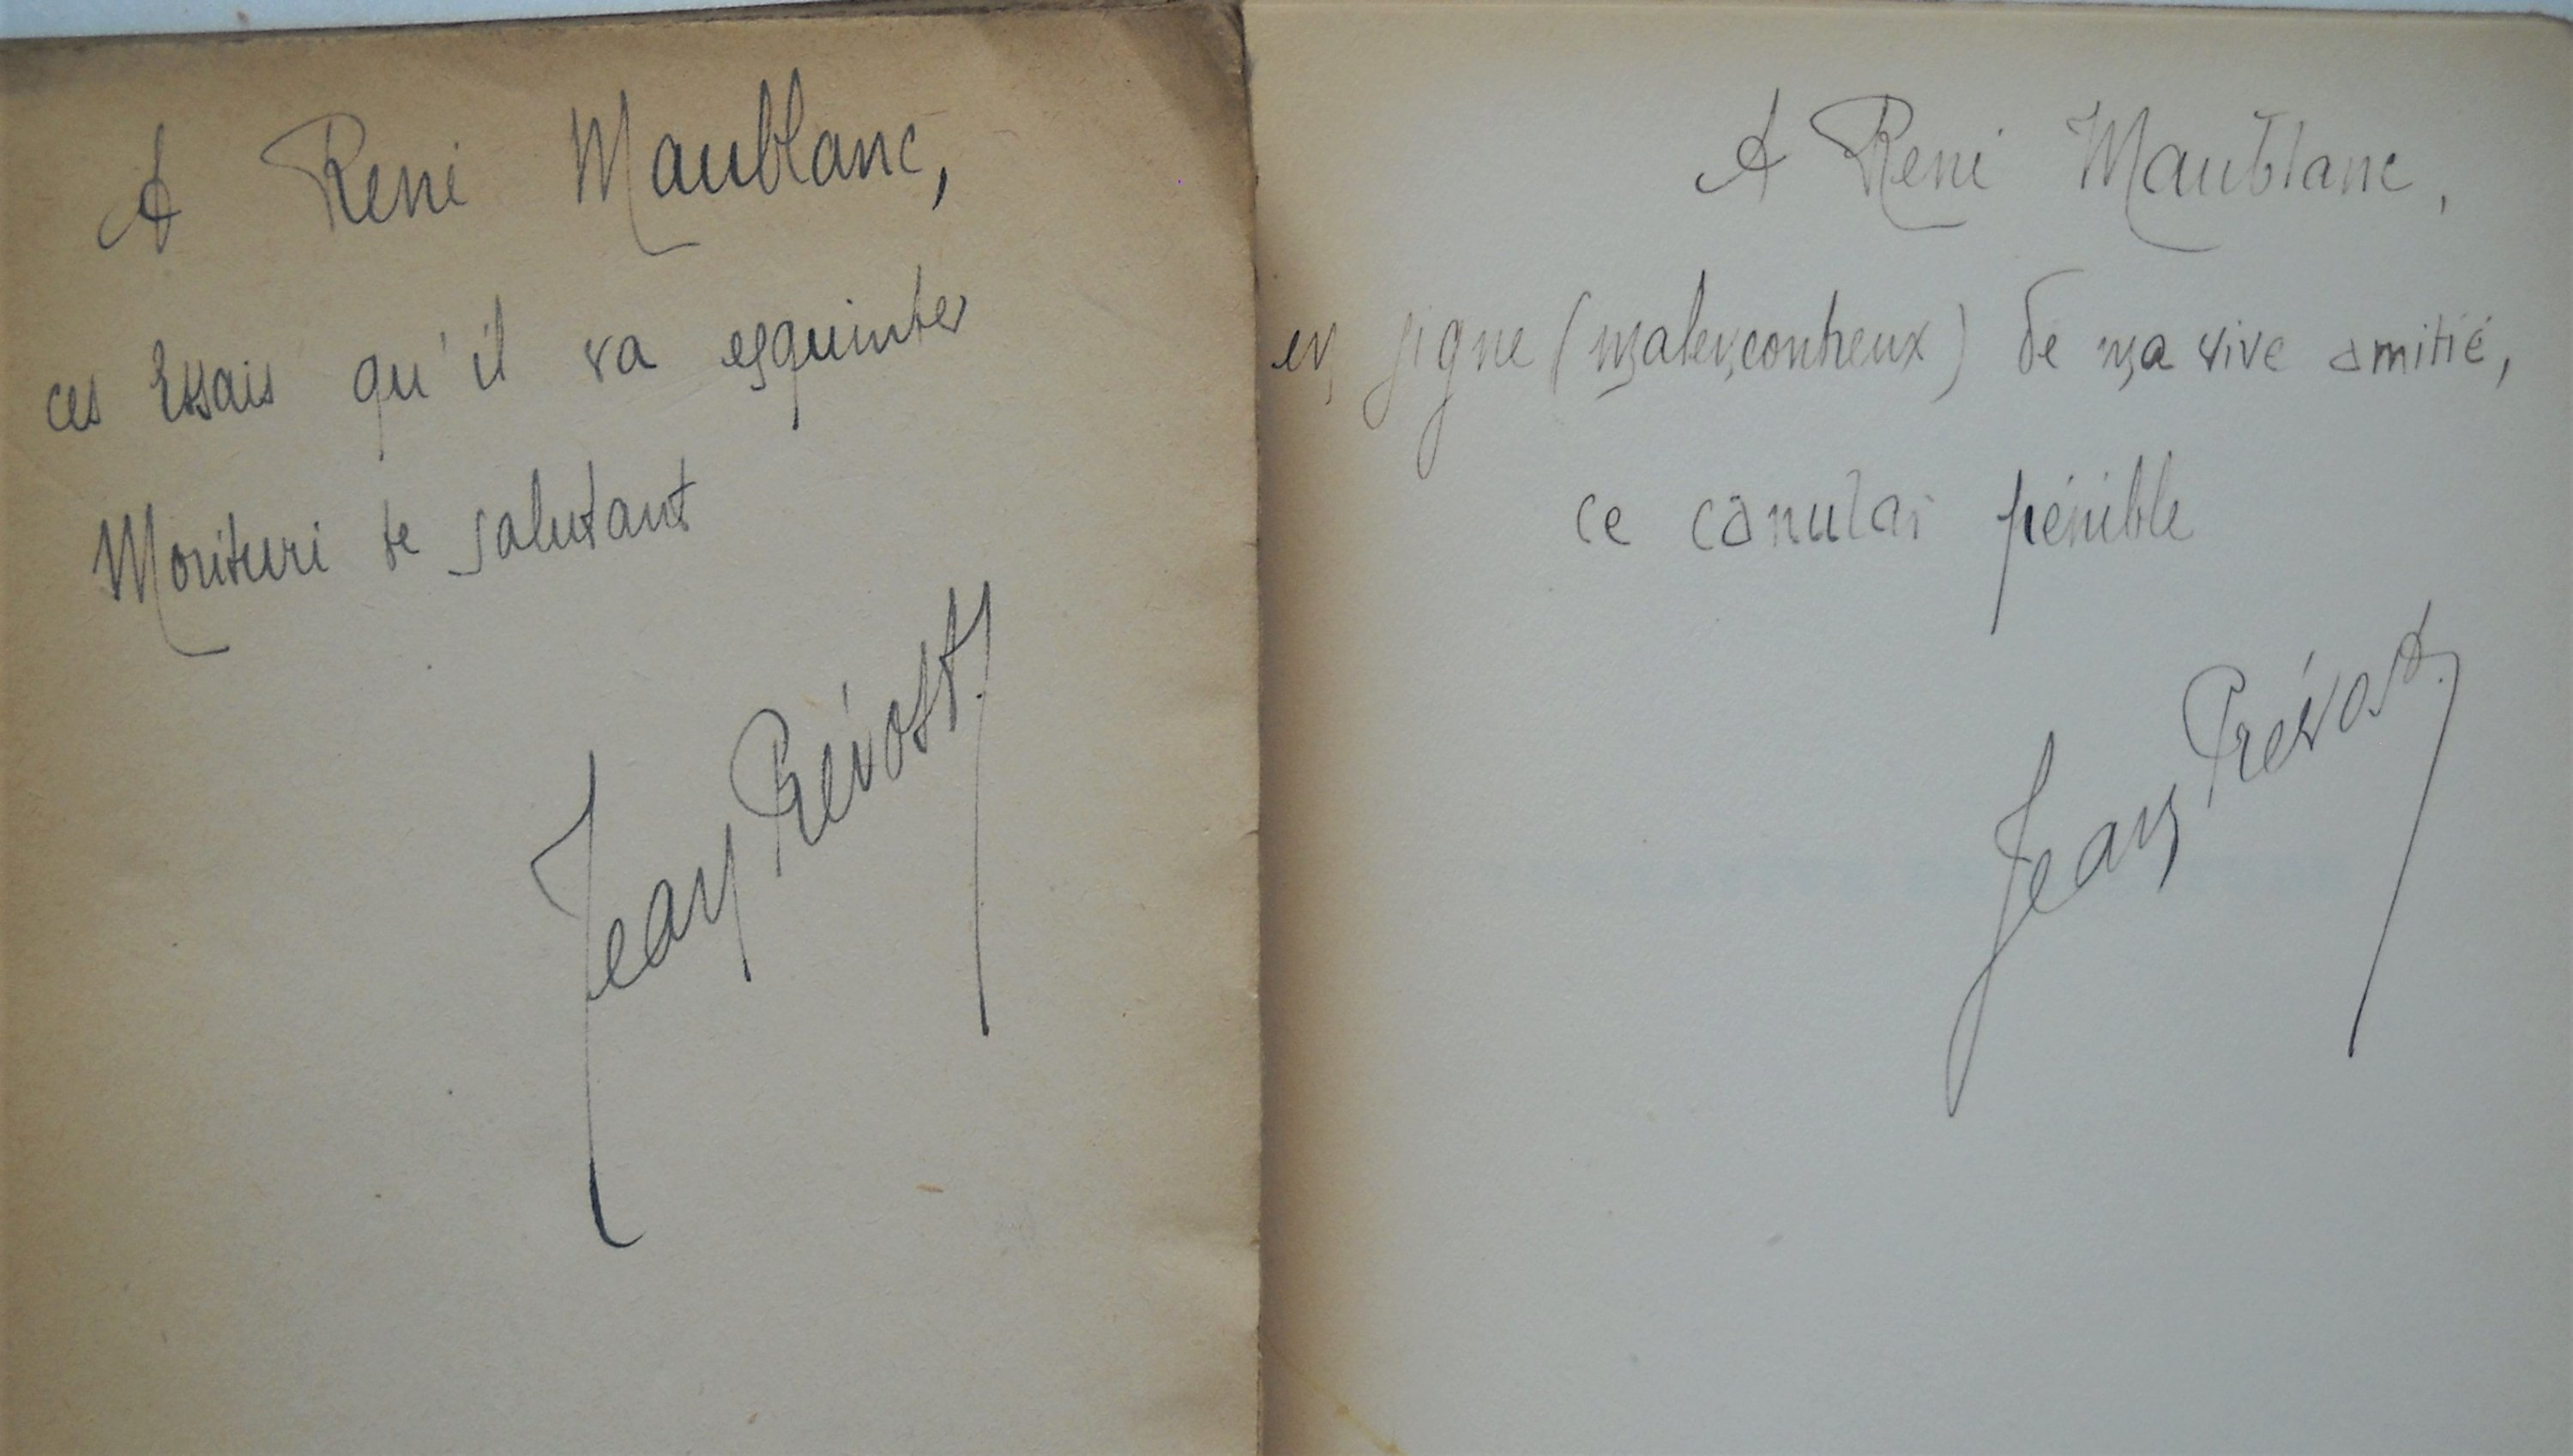 A René Maublanc,
ces Essais qu'il va esquinter
Morituri te salutant
Jean Prévost
A René Maublanc,
en signe (malenconheux) de ma vive amitié,
ce canular pénible
Jean Prévost